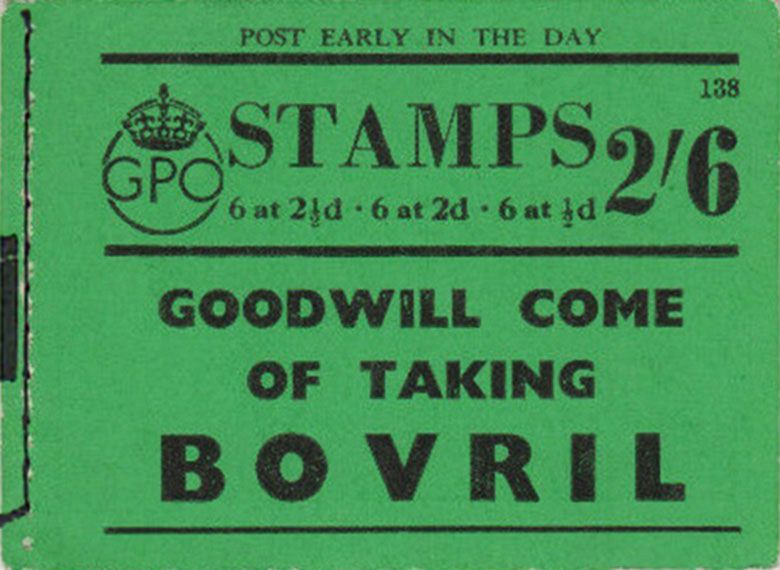 POST EARLY IN THE DAY
138
GPO
STAMPS 2/6
6 at 2½d · 6 at 2d · 6 at ½d
GOODWILL COME
OF TAKING
BOVRIL